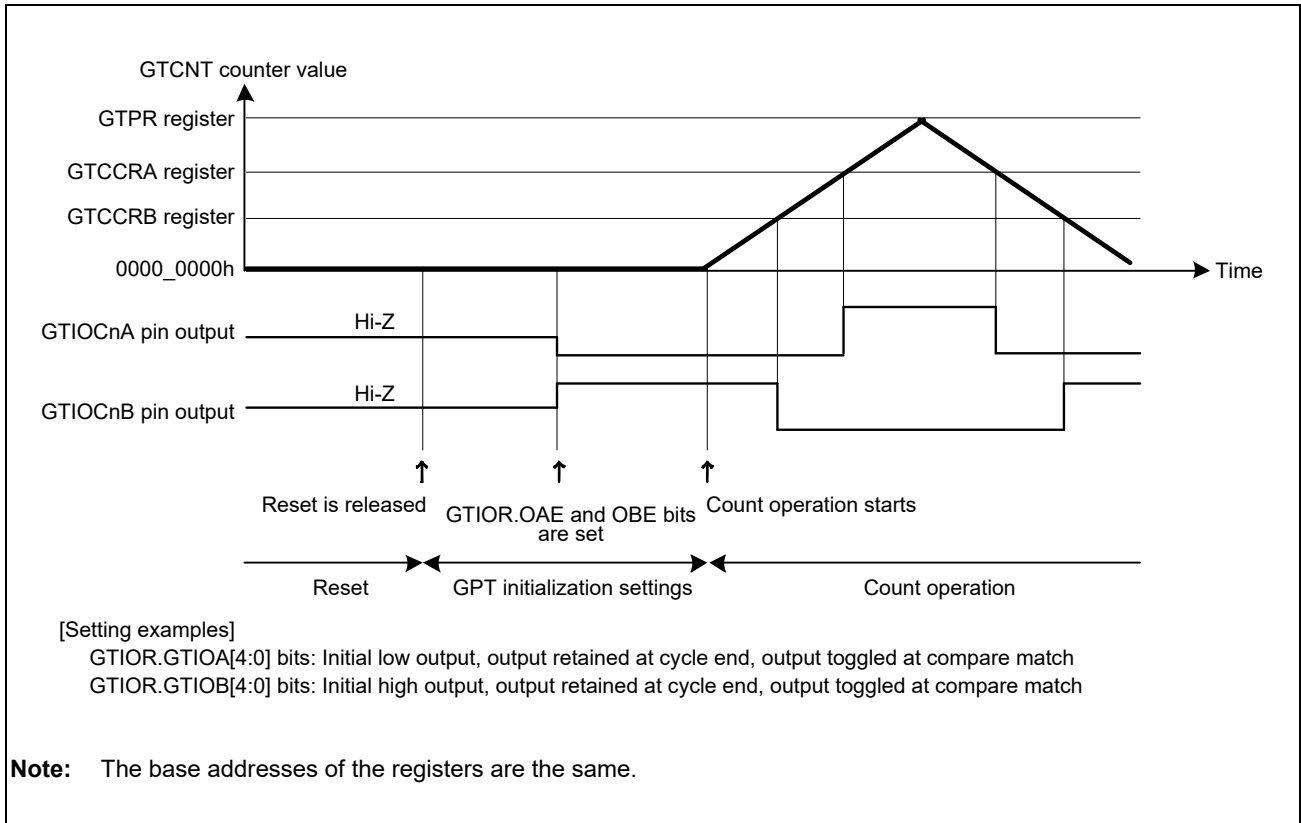 GTCNT counter value
GTPR register
GTCCRA register
GTCCRB register
0000_0000h
Time
Hi-Z
GTIOCnA pin output
Hi-Z
GTIOCnB pin output
Reset is released
GTIOR.OAE and OBE bits
are set
Count operation starts
Reset
GPT initialization settings
Count operation
[Setting examples]
GTIOR.GTIOA[4:0] bits: Initial low output, output retained at cycle end, output toggled at compare match
GTIOR.GTIOB[4:0] bits: Initial high output, output retained at cycle end, output toggled at compare match
Note: The base addresses of the registers are the same.